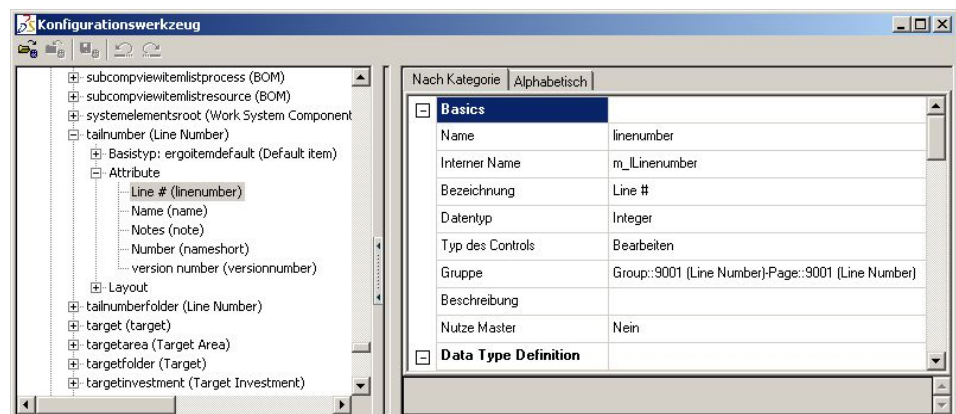 Konfigurationswerkzeug
subcompviewitemlistprocess (BOM)
subcompviewitemlistresource (BOM)
systemelementsroot (Work System Component
tailnumber (Line Number)
Basistyp: ergoitemdefault (Default item)
Attribute
Line # (linenumber)
Name (name)
Notes (note)
Number (nameshort)
version number (versionnumber)
Layout
tailnumberfolder (Line Number)
target (target)
targetarea (Target Area)
targetfolder (Target)
targetinvestment (Target Investment)
Nach Kategorie Alphabetisch
Basics
Name linenumber
Interner Name m_lLinenumber
Bezeichnung Line #
Datentyp Integer
Typ des Controls Bearbeiten
Gruppe Group::9001 (Line Number)-Page::9001 (Line Number)
Beschreibung
Nutze Master Nein
Data Type Definition